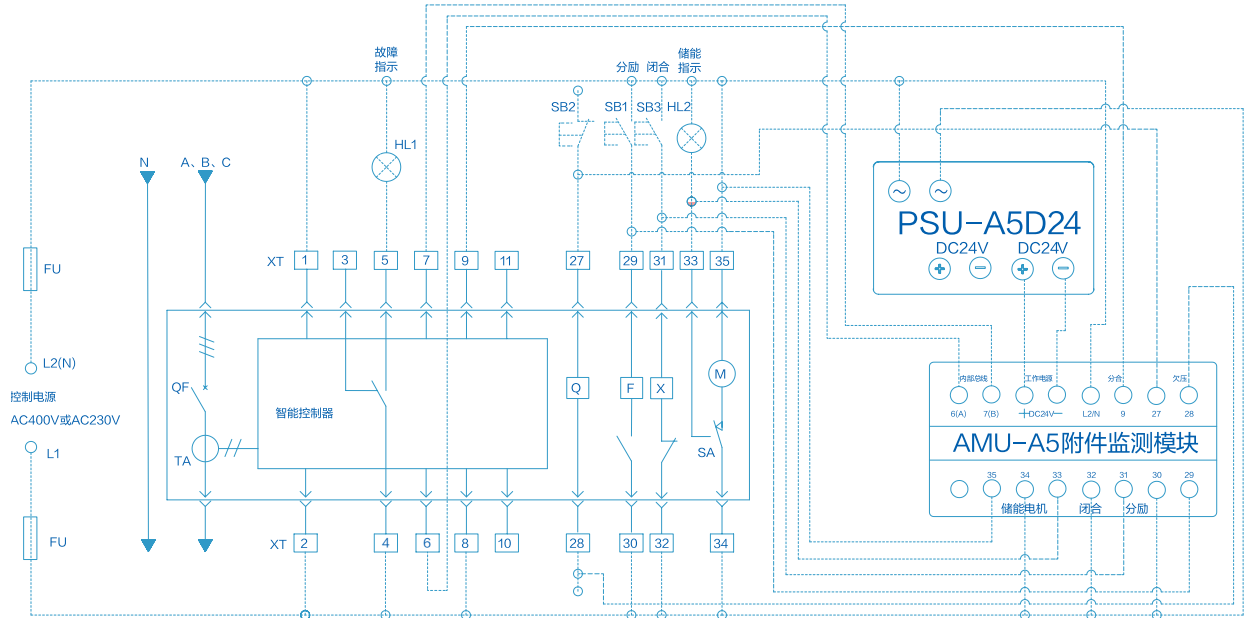 故障
指示
储能
指示
分励 闭合
SB2 SB1 SB3 HL2
HL1
N A、B、C
PSU-A5D24
DC24V DC24V
XT 1 3 5 7 9 11 27 29 31 33 35
FU
L2(N)
控制电源
AC400V或AC230V
L1
FU
QF
TA
智能控制器
Q F X M
SA
内部总线 工作电源 分合 欠压
6(A) 7(B) +DC24V- L2/N 9 27 28
AMU-A5附件监测模块
35 34 33 32 31 30 29
储能电机 闭合 分励
XT 2 4 6 8 10 28 30 32 34